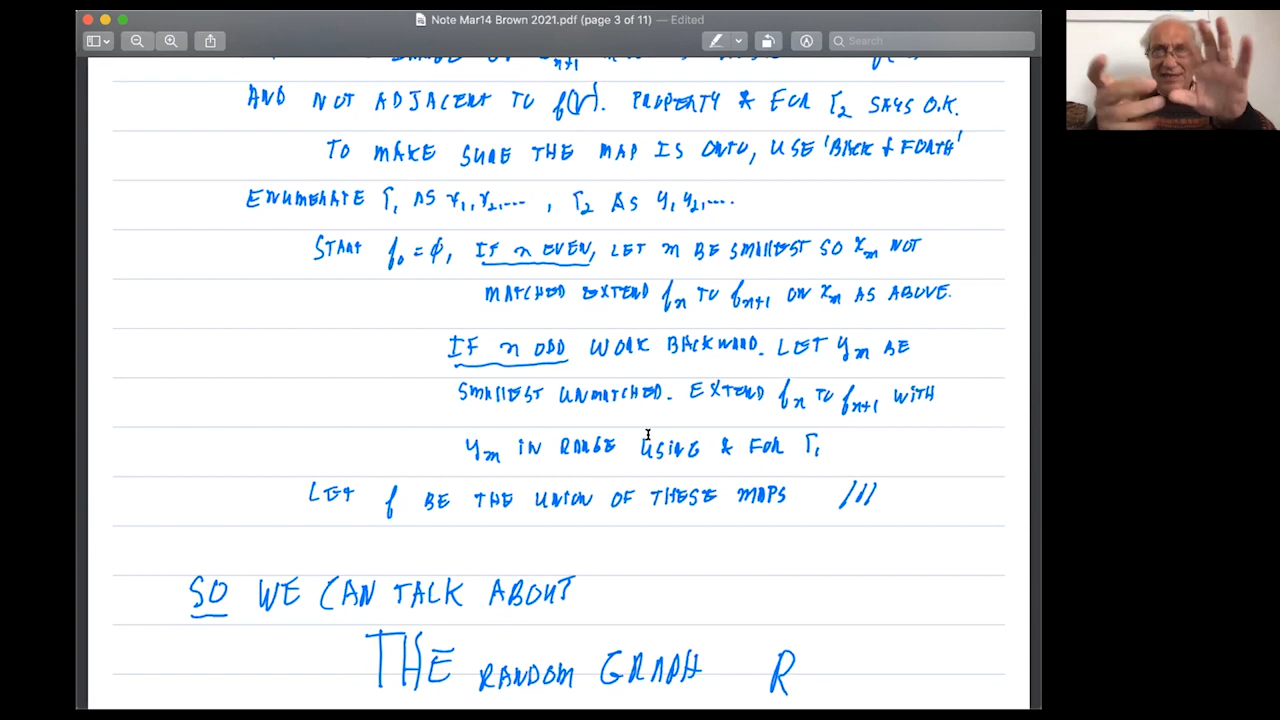 Note Mar14 Brown 2021.pdf (page 3 of 11) — Edited
Search
AND NOT ADJACENT TO f(V). PROPERTY * FOR Γ2 SAYS O.K.
TO MAKE SURE THE MAP IS ONTO, USE 'BACK & FORTH'
ENUMERATE Γ1 AS x1, x2, ... , Γ2 AS y1 y2, ....
START f0 = ∅, IF n EVEN, LET m BE SMALLEST SO xm NOT
MATCHED EXTEND fn TO fn+1 ON xm AS ABOVE.
IF n ODD WORK BACKWARD. LET ym BE
SMALLEST UNMATCHED. EXTEND fn TO fn+1 WITH
ym IN RANGE USING * FOR Γ1
LET f BE THE UNION OF THESE MAPS ///
SO WE CAN TALK ABOUT
THE RANDOM GRAPH R